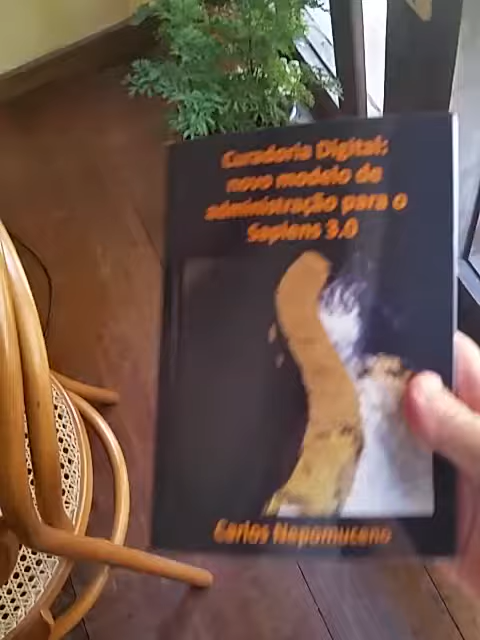 Curadoria Digital:
novo modelo de
administração para o
Sapiens 3.0
Carlos Nepomuceno